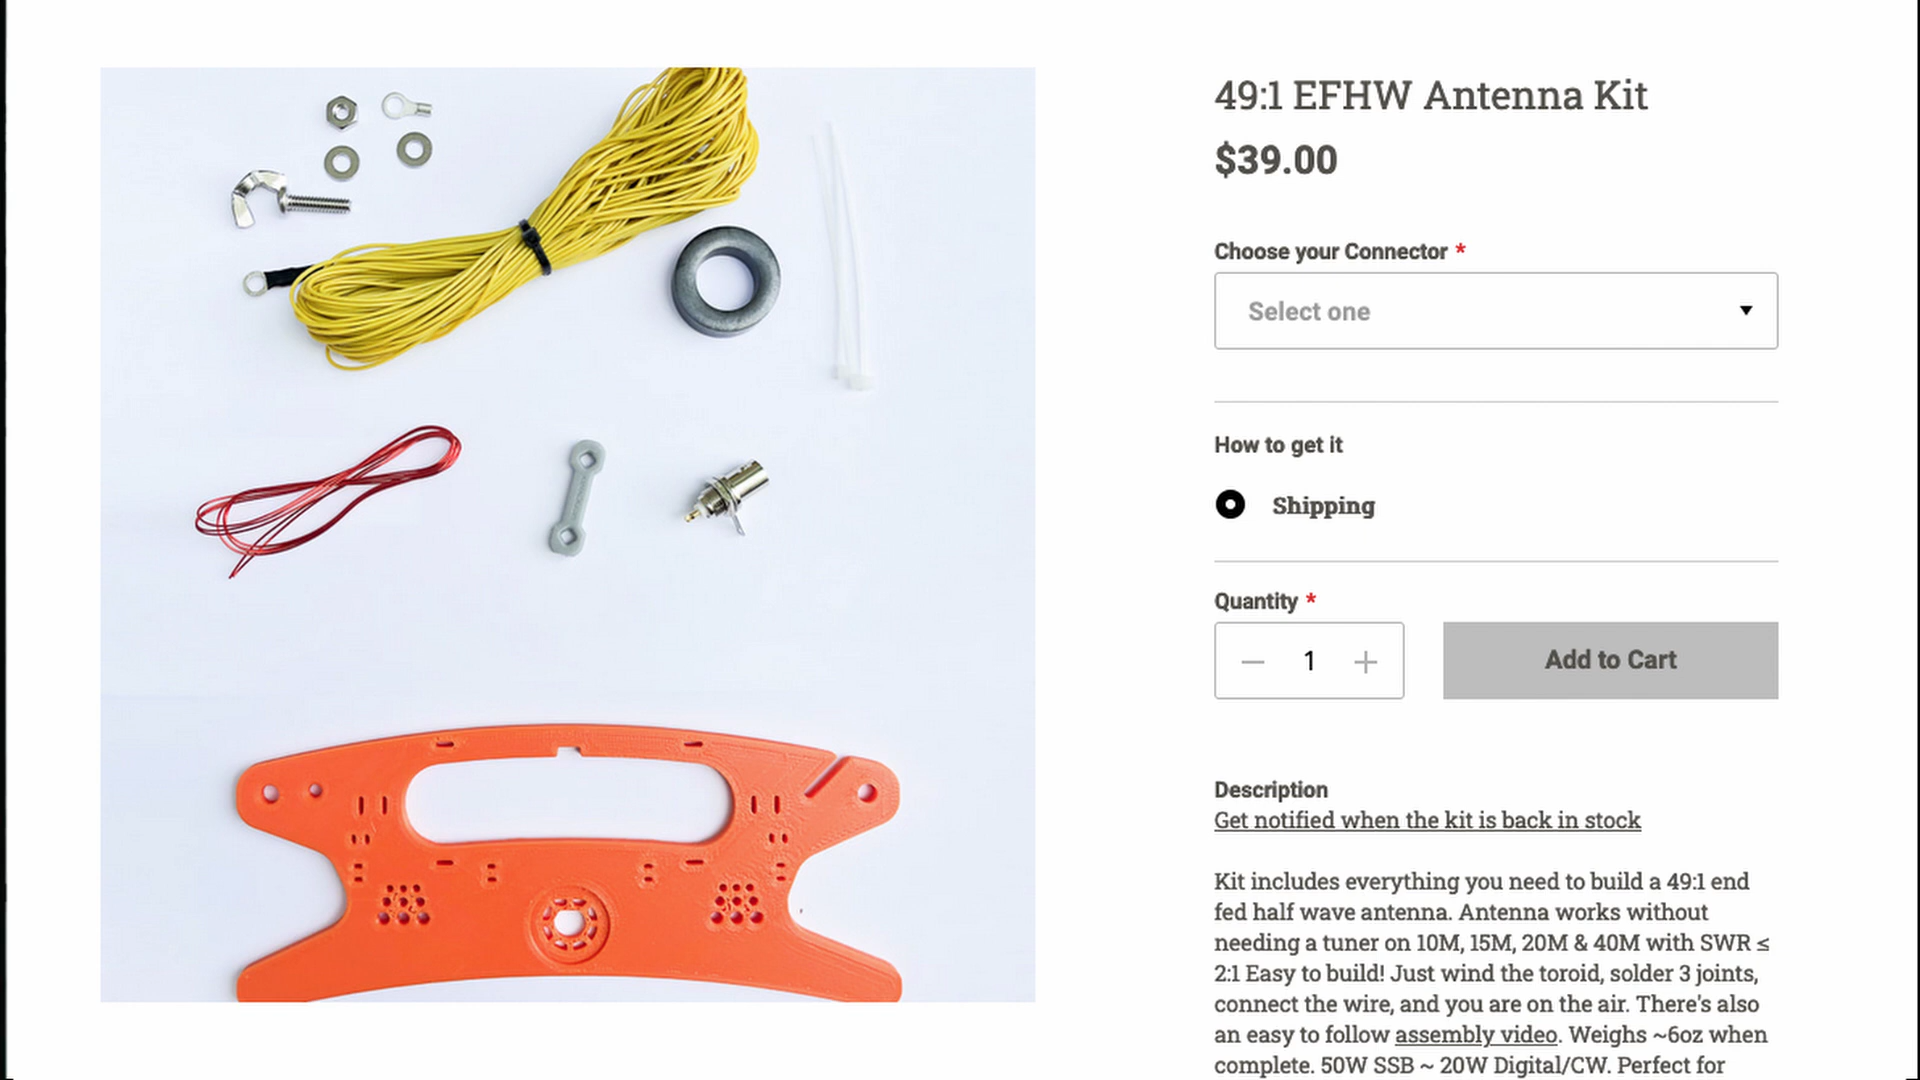 49:1 EFHW Antenna Kit
$39.00
Choose your Connector *
Select one
How to get it
Shipping
Quantity *
1
Add to Cart
Description
Get notified when the kit is back in stock
Kit includes everything you need to build a 49:1 end
fed half wave antenna. Antenna works without
needing a tuner on 10M, 15M, 20M & 40M with SWR ≤
2:1 Easy to build! Just wind the toroid, solder 3 joints,
connect the wire, and you are on the air. There's also
an easy to follow assembly video. Weighs ~6oz when
complete. 50W SSB ~ 20W Digital/CW. Perfect for